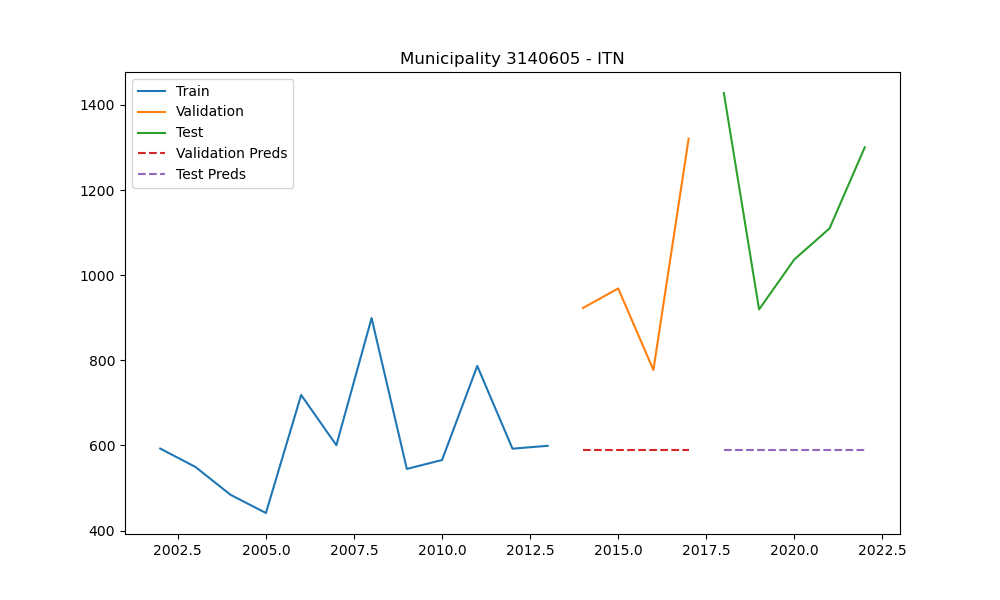 Municipality 3140605 - ITN
Train
Validation
Test
Validation Preds
Test Preds
1400
1200
1000
800
600
400
2002.5 2005.0 2007.5 2010.0 2012.5 2015.0 2017.5 2020.0 2022.5